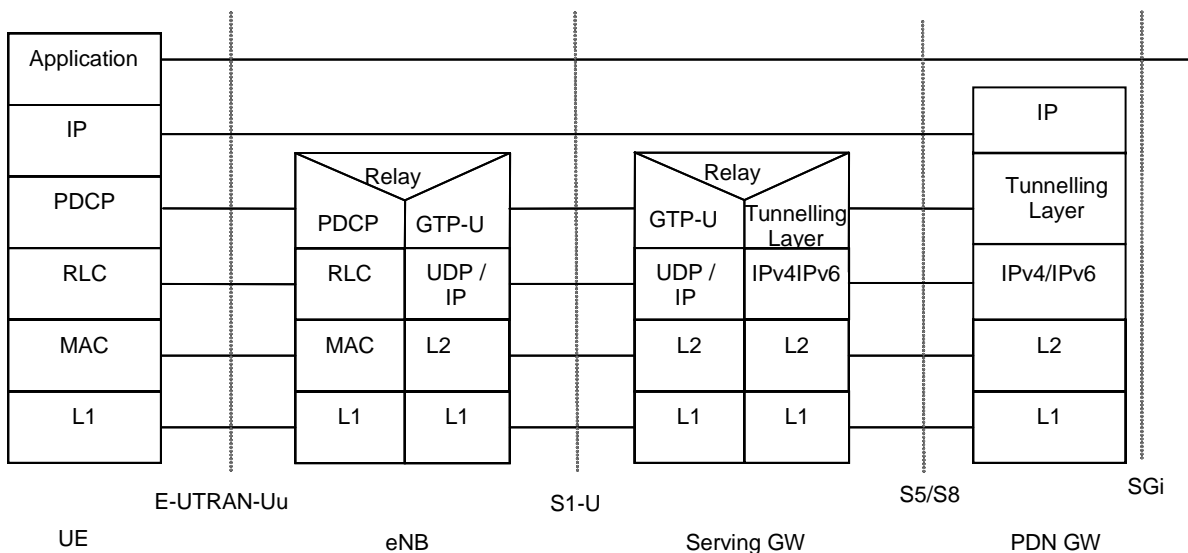 Application
IP
IP
Relay
Relay
PDCP
PDCP
GTP-U
GTP-U
Tunnelling
Layer
Tunnelling
Layer
RLC
RLC
UDP /
IP
UDP /
IP
IPv4IPv6
IPv4/IPv6
MAC
MAC
L2
L2
L2
L2
L1
L1
L1
L1
L1
L1
E-UTRAN-Uu
S1-U
S5/S8
SGi
UE
eNB
Serving GW
PDN GW